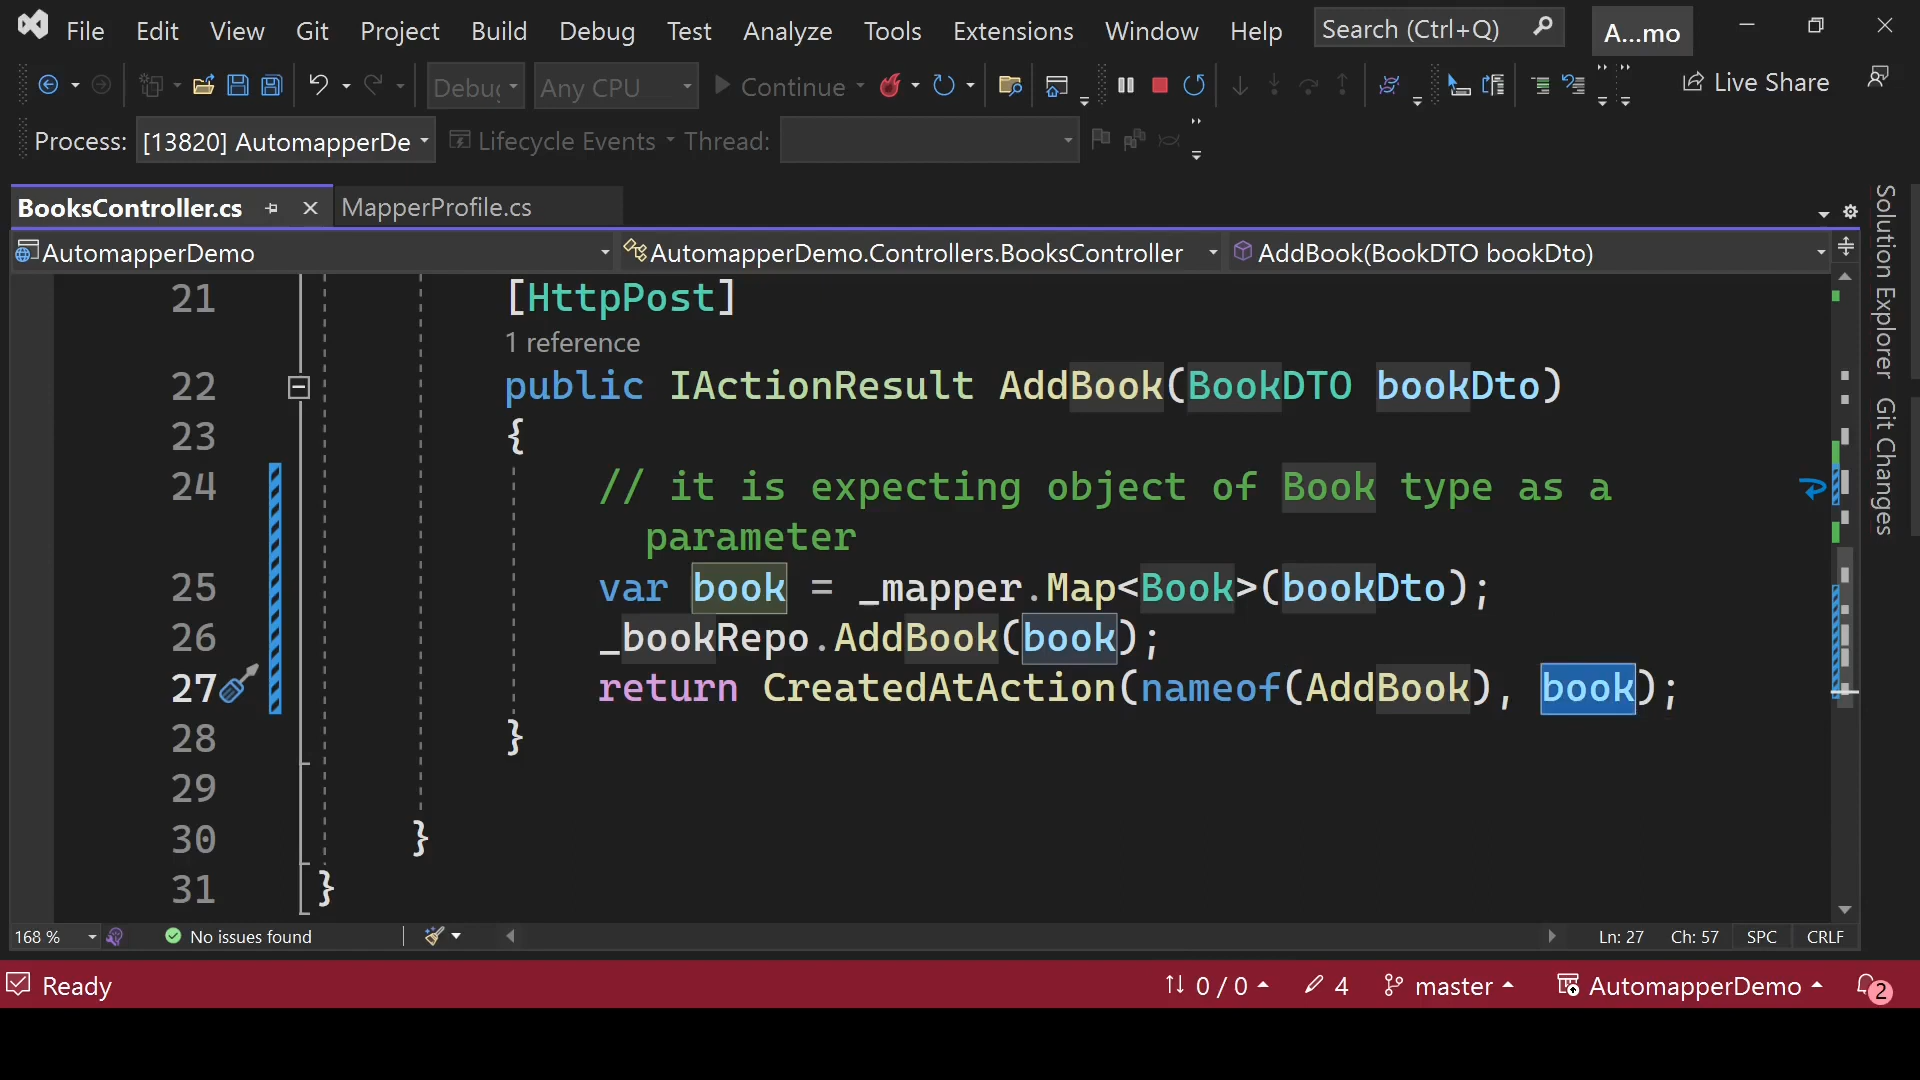 File Edit View Git Project Build Debug Test Analyze Tools Extensions Window Help Search (Ctrl+Q) A...mo
Debug Any CPU Continue Live Share
Process: [13820] AutomapperDe Lifecycle Events Thread:
BooksController.cs MapperProfile.cs
AutomapperDemo AutomapperDemo.Controllers.BooksController AddBook(BookDTO bookDto)
21 [HttpPost]
1 reference
22 public IActionResult AddBook(BookDTO bookDto)
23 {
24 // it is expecting object of Book type as a
parameter
25 var book = _mapper.Map<Book>(bookDto);
26 _bookRepo.AddBook(book);
27 return CreatedAtAction(nameof(AddBook), book);
28 }
29
30 }
31 }
Solution Explorer
Git Changes
168 % No issues found Ln: 27 Ch: 57 SPC CRLF
Ready 0 / 0 4 master AutomapperDemo 2